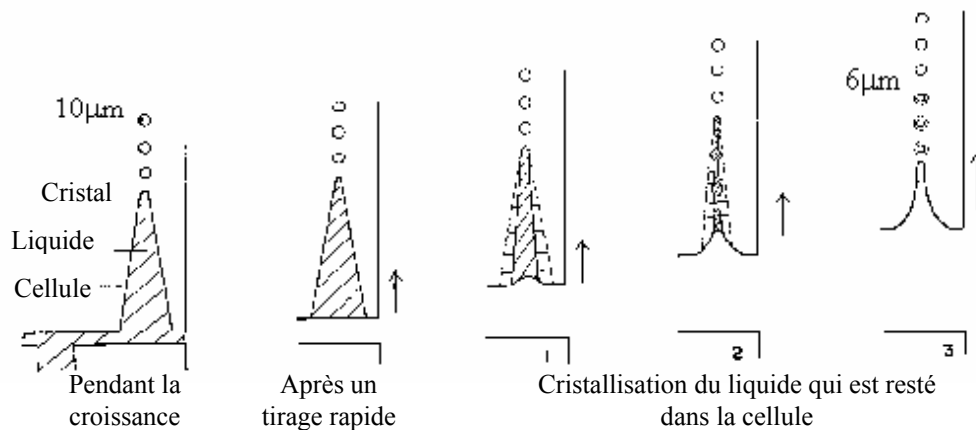 10µm
6µm
Cristal
Liquide
Cellule
1
2
3
Pendant la
croissance
Après un
tirage rapide
Cristallisation du liquide qui est resté
dans la cellule